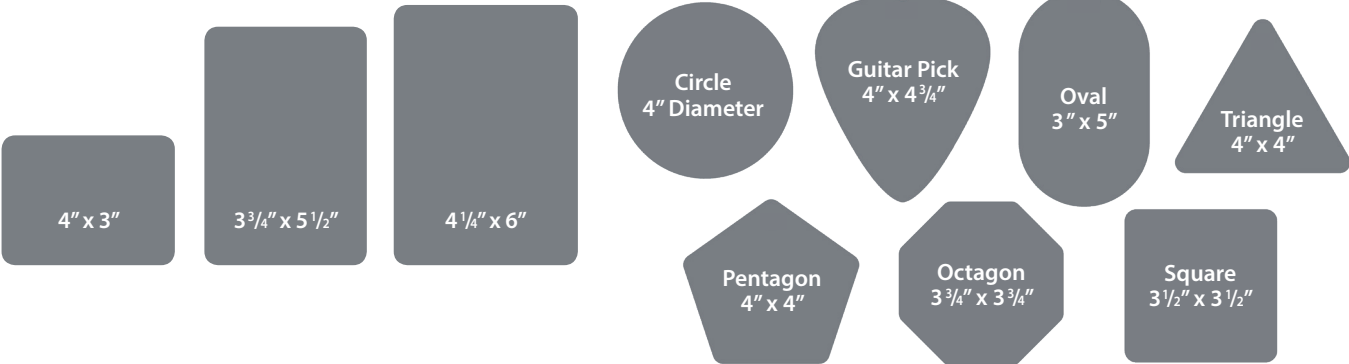 4” x 3”
3 3/4” x 5 1/2”
4 1/4” x 6”
Circle
4” Diameter
Guitar Pick
4” x 4 3/4”
Oval
3” x 5”
Triangle
4” x 4”
Pentagon
4” x 4”
Octagon
3 3/4” x 3 3/4”
Square
3 1/2” x 3 1/2”